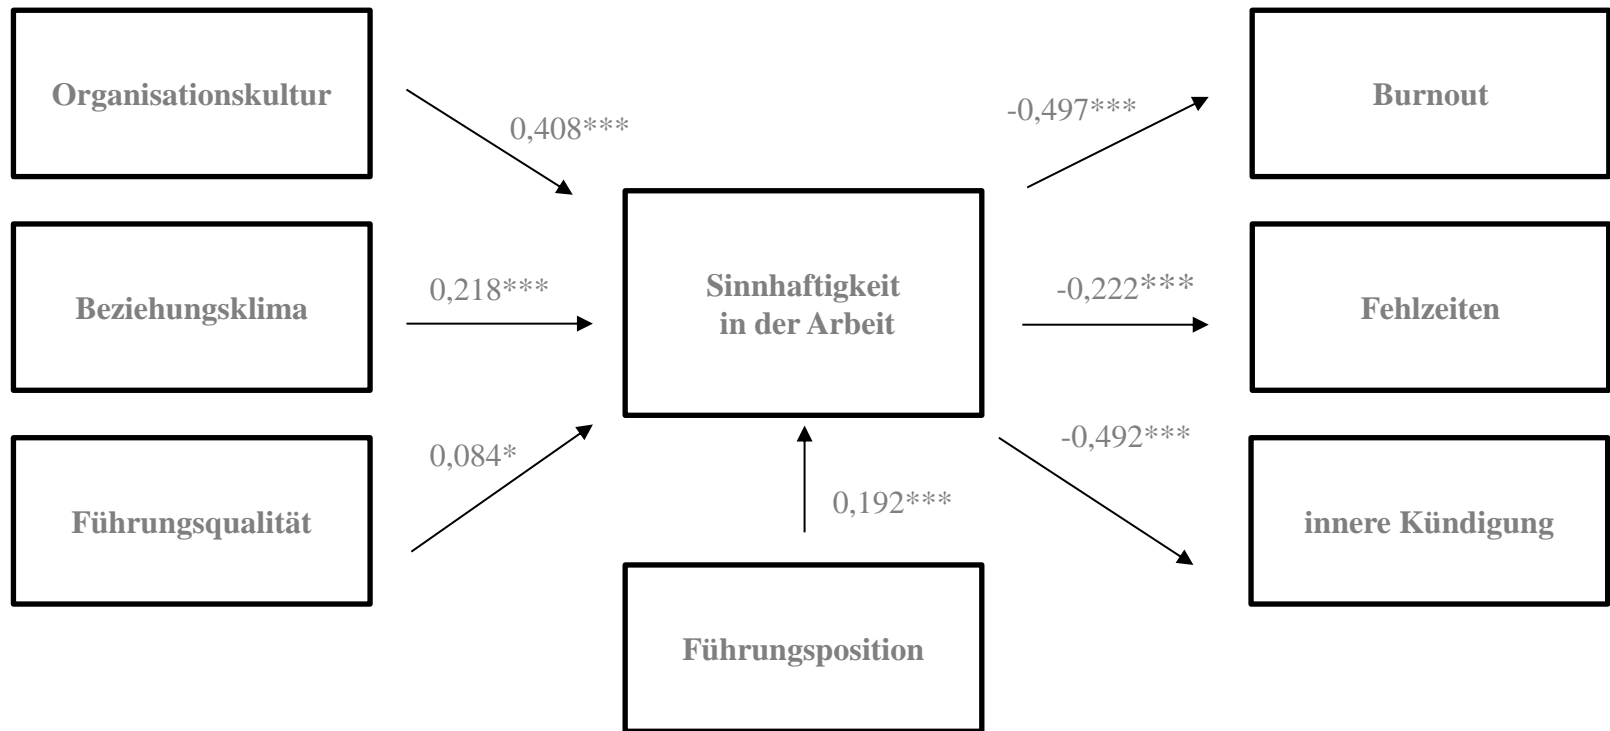 Organisationskultur
0,408***
-0,497***
Burnout
Beziehungsklima
0,218***
Sinnhaftigkeit
in der Arbeit
-0,222***
Fehlzeiten
Führungsqualität
0,084*
0,192***
-0,492***
innere Kündigung
Führungsposition